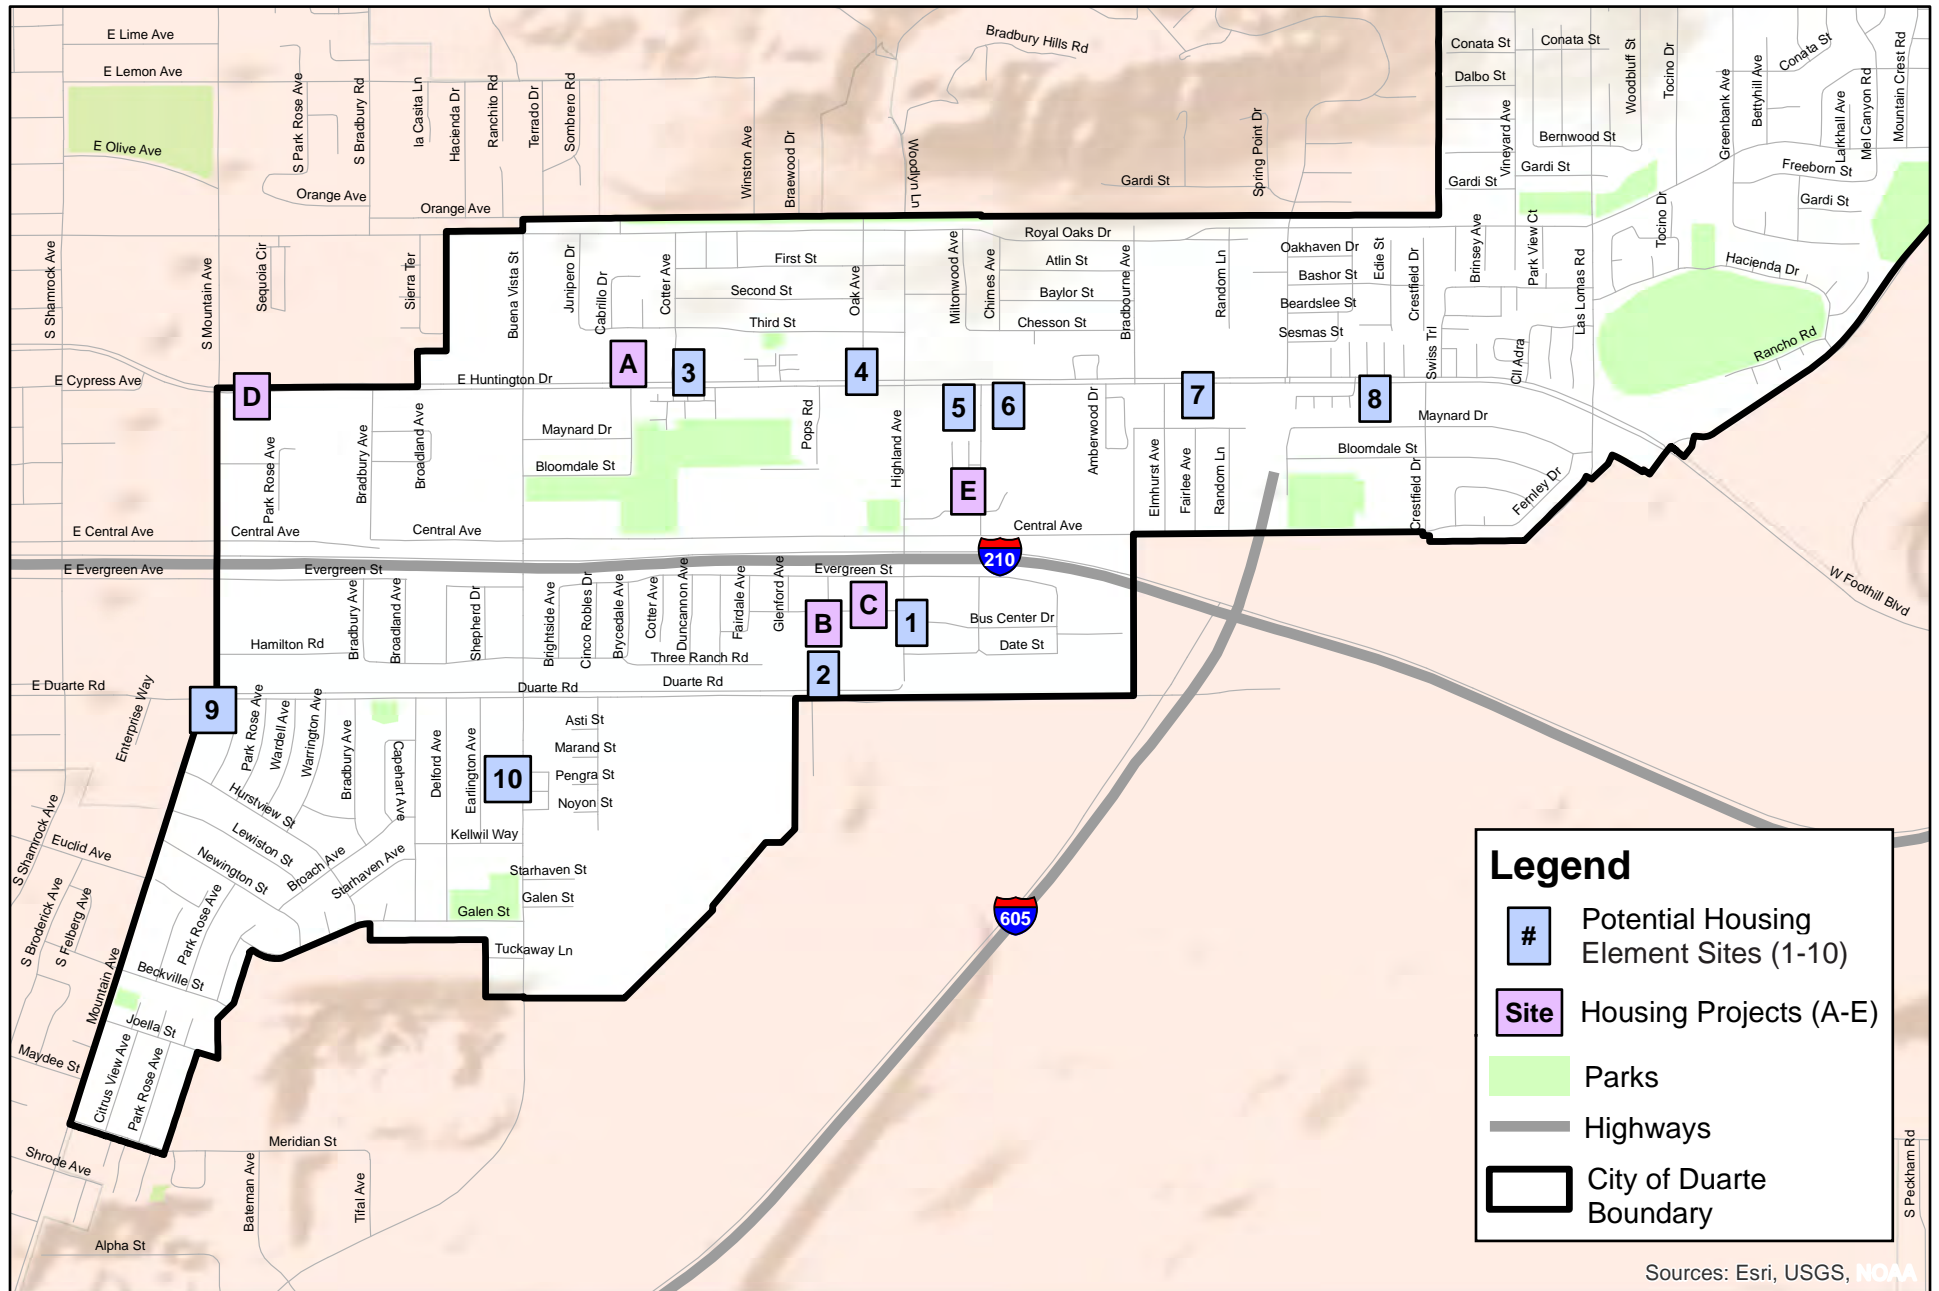 E Lime Ave
Bradbury Hills Rd
Conata St
Conata St
Conata St
E Lemon Ave
Dalbo St
Woodbluff St
Tocino Dr
Greenbank Ave
Bettyhill Ave
Mountain Crest Rd
S Park Rose Ave
S Bradbury Rd
la Casita Ln
Hacienda Dr
Ranchito Rd
Terrado Dr
Sombrero Rd
Winston Ave
Braewood Dr
Woodlyn Ln
Spring Point Dr
Vineyard Ave
Larkhall Ave
Mel Canyon Rd
Bernwood St
E Olive Ave
Gardi St
Gardi St
Gardi St
Freeborn St
Gardi St
Orange Ave
Orange Ave
S Shamrock Ave
S Mountain Ave
Sequoia Cir
Sierra Ter
Buena Vista St
Junipero Dr
Cabrillo Dr
Cotter Ave
First St
Second St
Third St
Oak Ave
Miltonwood Ave
Chimes Ave
Royal Oaks Dr
Atlin St
Baylor St
Chesson St
Bradbourne Ave
Random Ln
Oakhaven Dr
Bashor St
Beardslee St
Sesmas St
Edie St
Crestfield Dr
Swiss Trl
Brinsey Ave
Park View Ct
Cll Adra
Las Lomas Rd
Tocino Dr
Hacienda Dr
Rancho Rd
E Cypress Ave
D
E Huntington Dr
A
3
4
5
6
7
8
Maynard Dr
Bloomdale St
Park Rose Ave
Bradbury Ave
Broadland Ave
Maynard Dr
Bloomdale St
Pops Rd
Highland Ave
E
Amberwood Dr
Elmhurst Ave
Fairlee Ave
Random Ln
Crestfield Dr
Fernley Dr
E Central Ave
Central Ave
Central Ave
Central Ave
210
E Evergreen Ave
Evergreen St
Evergreen St
W Foothill Blvd
Bradbury Ave
Broadland Ave
Shepherd Dr
Brightside Ave
Cinco Robles Dr
Brycedale Ave
Cotter Ave
Duncannon Ave
Fairdale Ave
Glenford Ave
B
C
1
Bus Center Dr
Date St
Hamilton Rd
Three Ranch Rd
2
E Duarte Rd
Duarte Rd
Duarte Rd
9
Enterprise Way
Park Rose Ave
Wardell Ave
Warrington Ave
Bradbury Ave
Capehart Ave
Delford Ave
Earlington Ave
10
Asti St
Marand St
Pengra St
Noyon St
Hurstview St
Lewiston St
Newington St
Broach Ave
Starhaven Ave
Kellwil Way
Starhaven St
Galen St
Galen St
Tuckaway Ln
S Shamrock Ave
Euclid Ave
S Broderick Ave
S Felberg Ave
Park Rose Ave
Mountain Ave
Beckville St
Joella St
Citrus View Ave
Park Rose Ave
Maydee St
Shrode Ave
Meridian St
Bateman Ave
Tifal Ave
Alpha St
605
S Peckham Rd
Legend
#
Potential Housing
Element Sites (1-10)
Site
Housing Projects (A-E)
Parks
Highways
City of Duarte
Boundary
Sources: Esri, USGS, NOAA